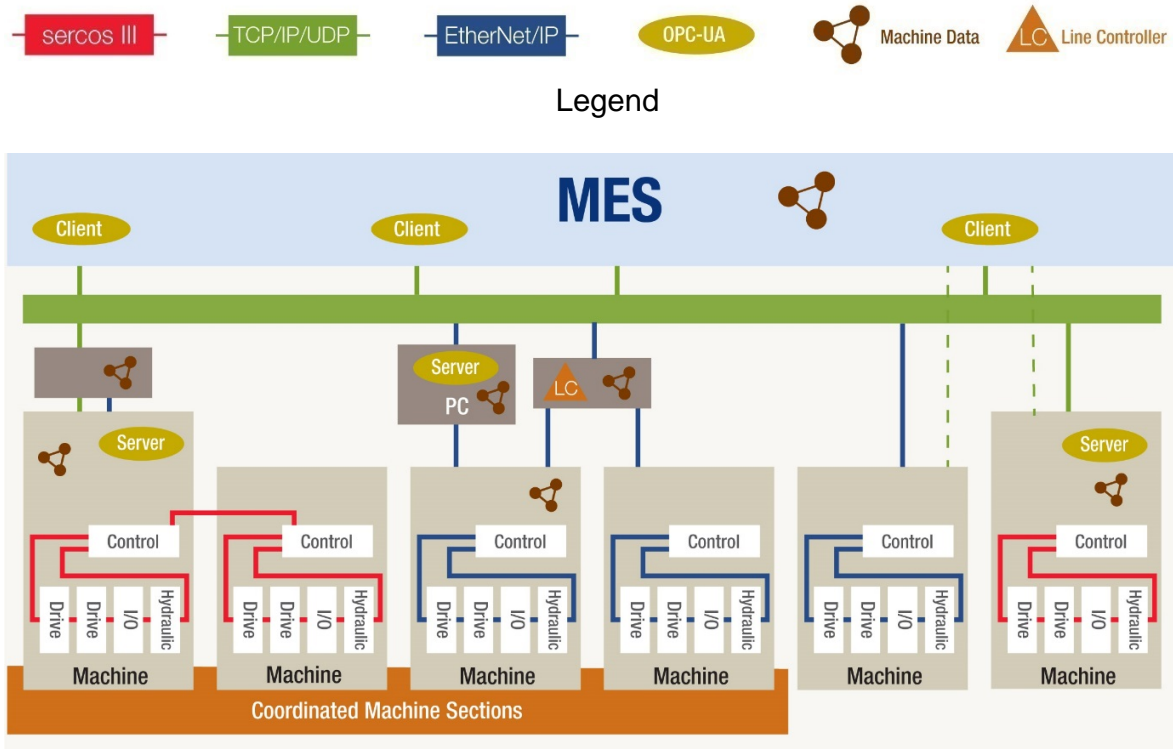 sercos III
TCP/IP/UDP
EtherNet/IP
OPC-UA
Machine Data
LC
Line Controller
Legend
MES
Client
Client
Client
Server
PC
LC
Server
Server
Control
Control
Control
Control
Control
Control
Drive
Drive
I/O
Hydraulic
Drive
Drive
I/O
Hydraulic
Drive
Drive
I/O
Hydraulic
Drive
Drive
I/O
Hydraulic
Drive
Drive
I/O
Hydraulic
Drive
Drive
I/O
Hydraulic
Machine
Machine
Machine
Machine
Machine
Machine
Coordinated Machine Sections